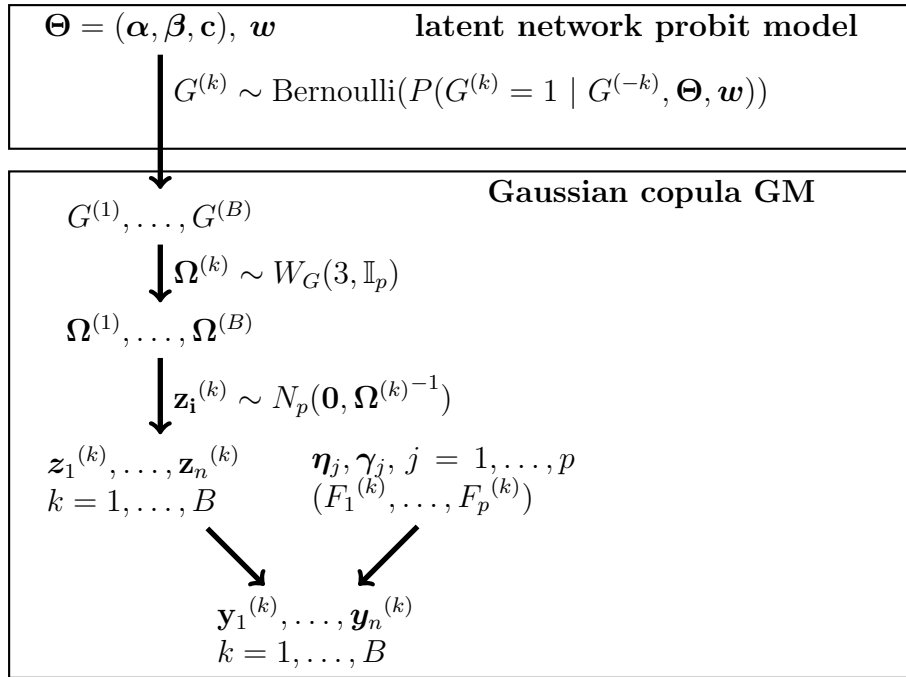 Θ = (α, β, c), w latent network probit model
G^(k) ∼ Bernoulli(P(G^(k) = 1 | G^(−k), Θ, w))
Gaussian copula GM
G^(1), . . . , G^(B)
Ω^(k) ∼ W_G(3, 𝕀_p)
Ω^(1), . . . , Ω^(B)
z_i^(k) ∼ N_p(0, Ω^(k)^−1)
z_1^(k), . . . , z_n^(k) η_j, γ_j, j = 1, . . . , p
k = 1, . . . , B (F_1^(k), . . . , F_p^(k))
y_1^(k), . . . , y_n^(k)
k = 1, . . . , B